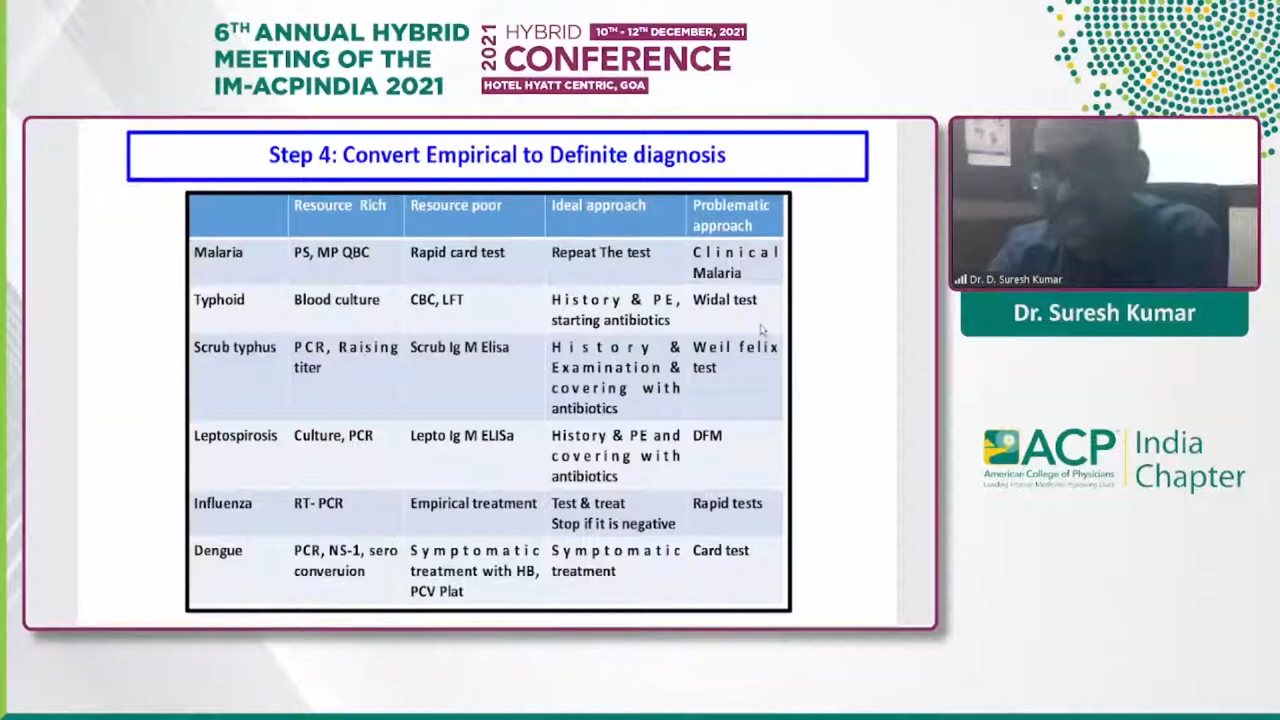 6TH ANNUAL HYBRID
MEETING OF THE
IM-ACPINDIA 2021
2021
HYBRID 10TH - 12TH DECEMBER, 2021
CONFERENCE
HOTEL HYATT CENTRIC, GOA
Step 4: Convert Empirical to Definite diagnosis
Resource Rich Resource poor Ideal approach Problematic approach
Malaria PS, MP QBC Rapid card test Repeat The test Clinical Malaria
Typhoid Blood culture CBC, LFT History & PE, starting antibiotics Widal test
Scrub typhus PCR, Raising titer Scrub Ig M Elisa History & Examination & covering with antibiotics Weil felix test
Leptospirosis Culture, PCR Lepto Ig M ELISa History & PE and covering with antibiotics DFM
Influenza RT- PCR Empirical treatment Test & treat Stop if it is negative Rapid tests
Dengue PCR, NS-1, sero converuion Symptomatic treatment with HB, PCV Plat Symptomatic treatment Card test
Dr. D. Suresh Kumar
Dr. Suresh Kumar
ACP
American College of Physicians
Leading Internal Medicine, Improving Lives
India
Chapter